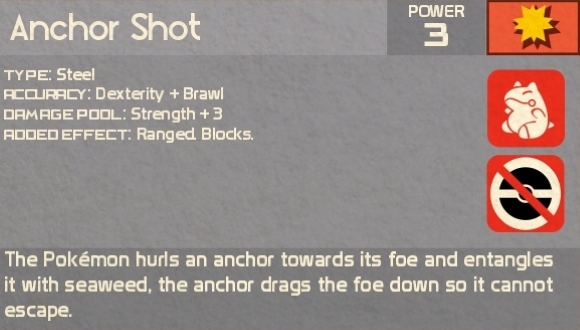 Anchor Shot
POWER
3
TYPE: Steel
ACCURACY: Dexterity + Brawl
DAMAGE POOL: Strength + 3
ADDED EFFECT: Ranged. Blocks.
The Pokémon hurls an anchor towards its foe and entangles
it with seaweed, the anchor drags the foe down so it cannot
escape.